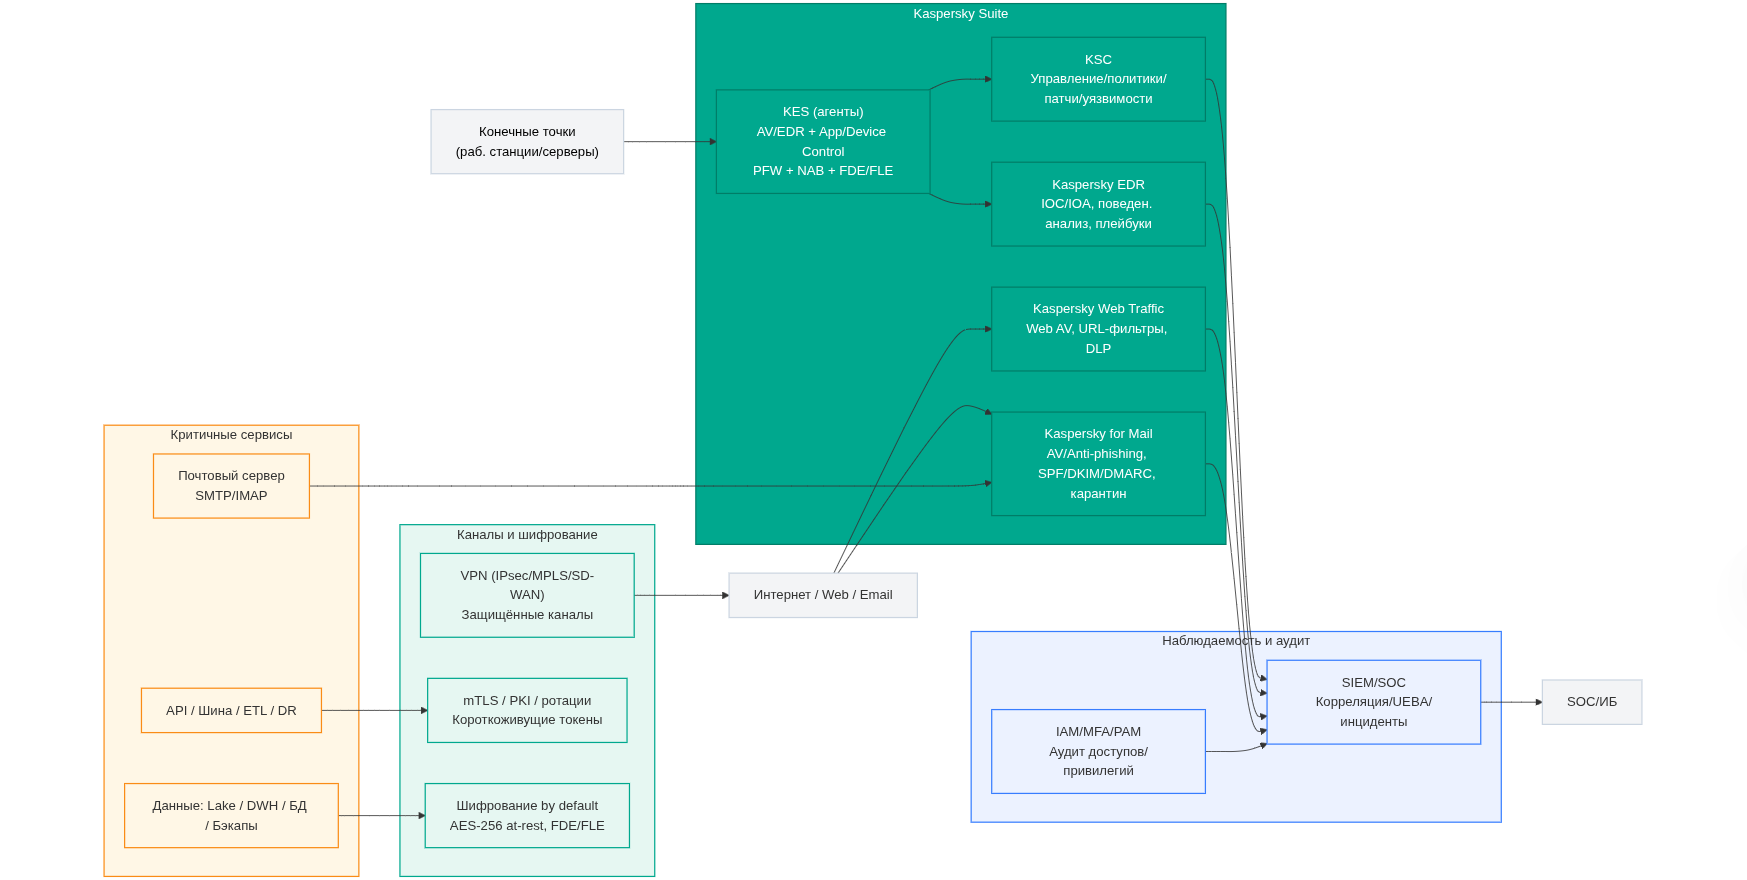 Kaspersky Suite
KSC
Управление/политики/
патчи/уязвимости
KES (агенты)
AV/EDR + App/Device
Control
PFW + NAB + FDE/FLE
Конечные точки
(раб. станции/серверы)
Kaspersky EDR
IOC/IOA, поведен.
анализ, плейбуки
Kaspersky Web Traffic
Web AV, URL-фильтры,
DLP
Kaspersky for Mail
AV/Anti-phishing,
SPF/DKIM/DMARC,
карантин
Критичные сервисы
Почтовый сервер
SMTP/IMAP
API / Шина / ETL / DR
Данные: Lake / DWH / БД
/ Бэкапы
Каналы и шифрование
VPN (IPsec/MPLS/SD-
WAN)
Защищённые каналы
mTLS / PKI / ротации
Короткоживущие токены
Шифрование by default
AES-256 at-rest, FDE/FLE
Интернет / Web / Email
Наблюдаемость и аудит
SIEM/SOC
Корреляция/UEBA/
инциденты
IAM/MFA/PAM
Аудит доступов/
привилегий
SOC/ИБ